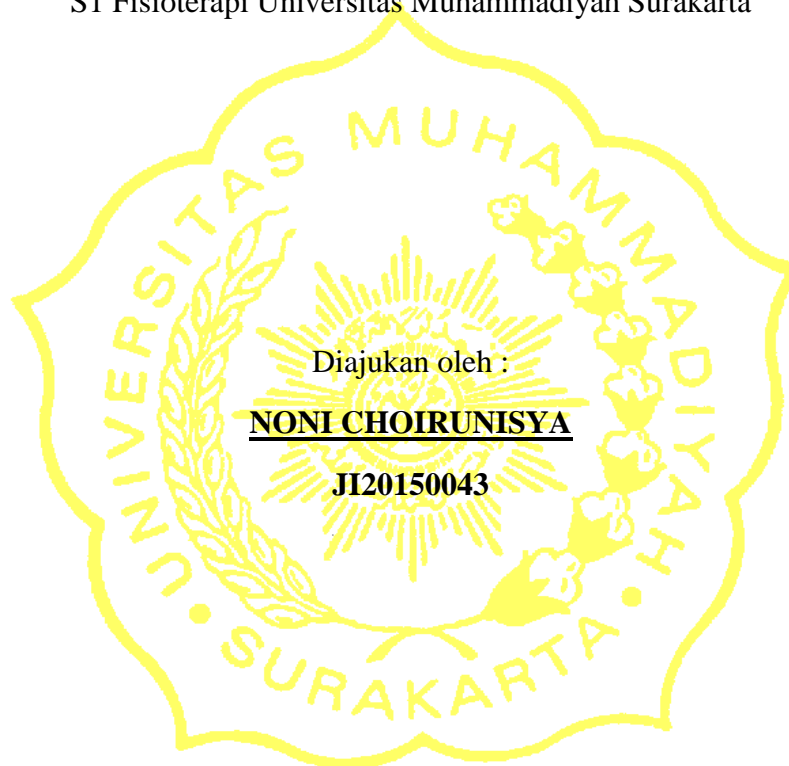 S1 Fisioterapi Universitas Muhammadiyah Surakarta
UNIVERSITAS MUHAMMADIYAH
SURAKARTA
Diajukan oleh :
NONI CHOIRUNISYA
JI20150043